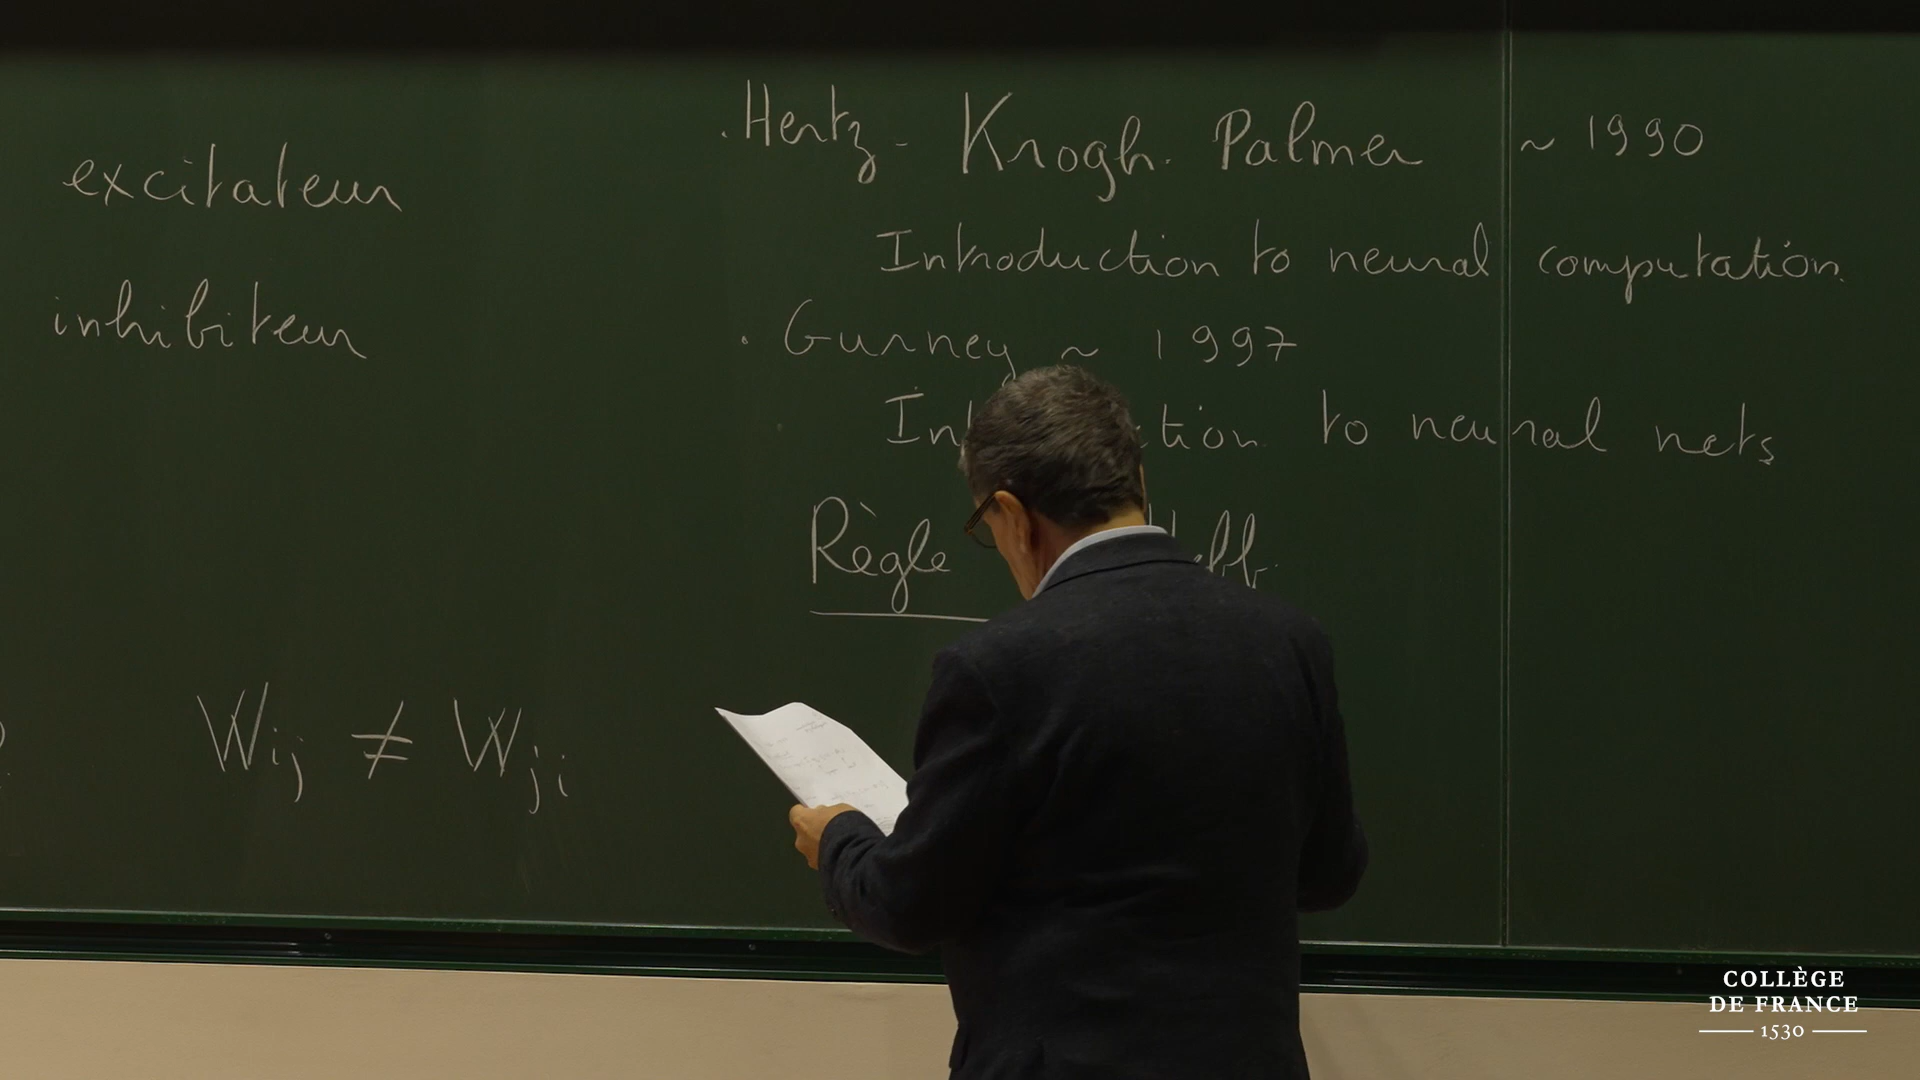 excitateur
inhibiteur
Wij ≠ Wji
. Hertz - Krogh. Palmer ~ 1990
Introduction to neural computation.
. Gurney ~ 1997
to neural nets
Règle
COLLÈGE
DE FRANCE
1530